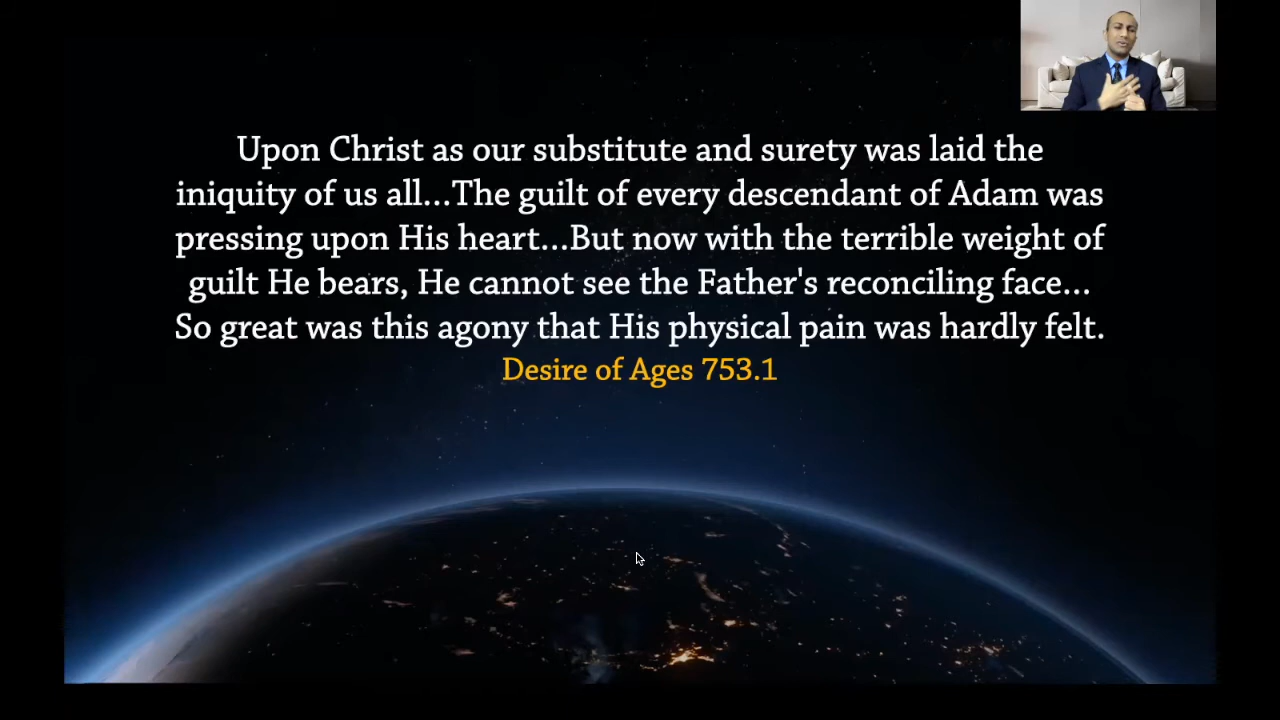 Upon Christ as our substitute and surety was laid the
iniquity of us all...The guilt of every descendant of Adam was
pressing upon His heart...But now with the terrible weight of
guilt He bears, He cannot see the Father's reconciling face...
So great was this agony that His physical pain was hardly felt.
Desire of Ages 753.1